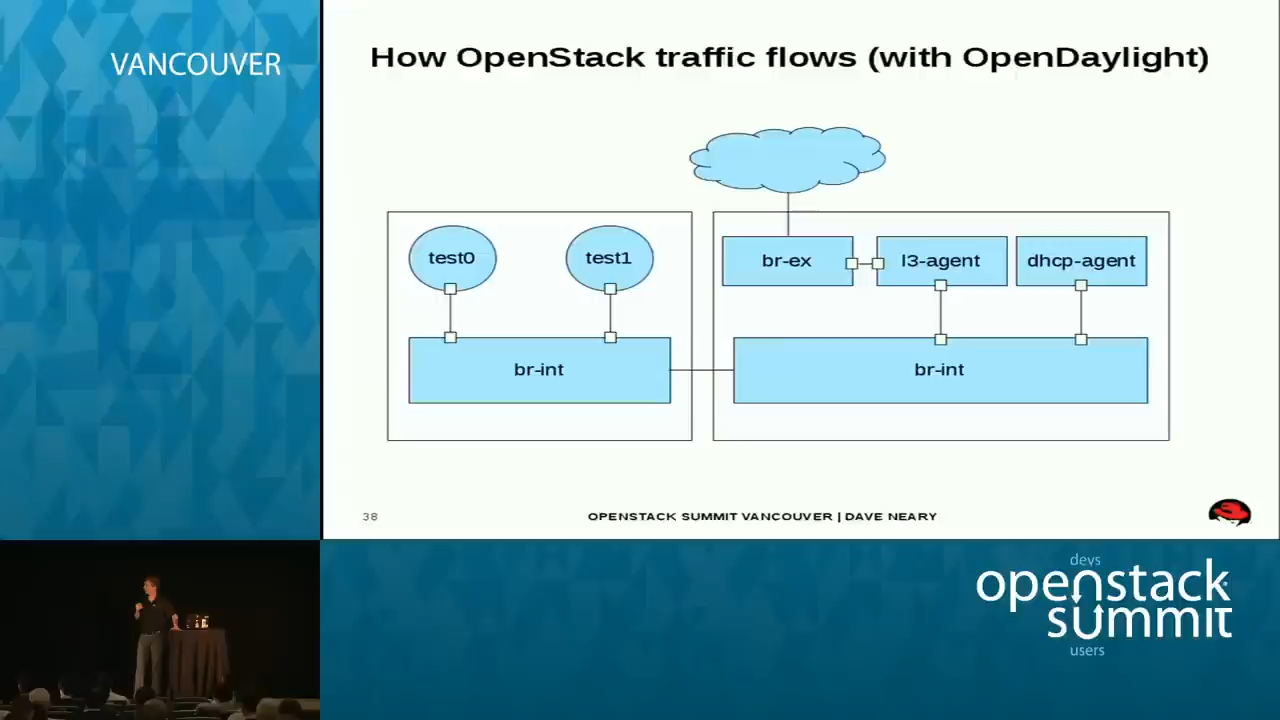 VANCOUVER
How OpenStack traffic flows (with OpenDaylight)
test0
test1
br-ex
l3-agent
dhcp-agent
br-int
br-int
38
OPENSTACK SUMMIT VANCOUVER | DAVE NEARY
devs
openstack
summit
users